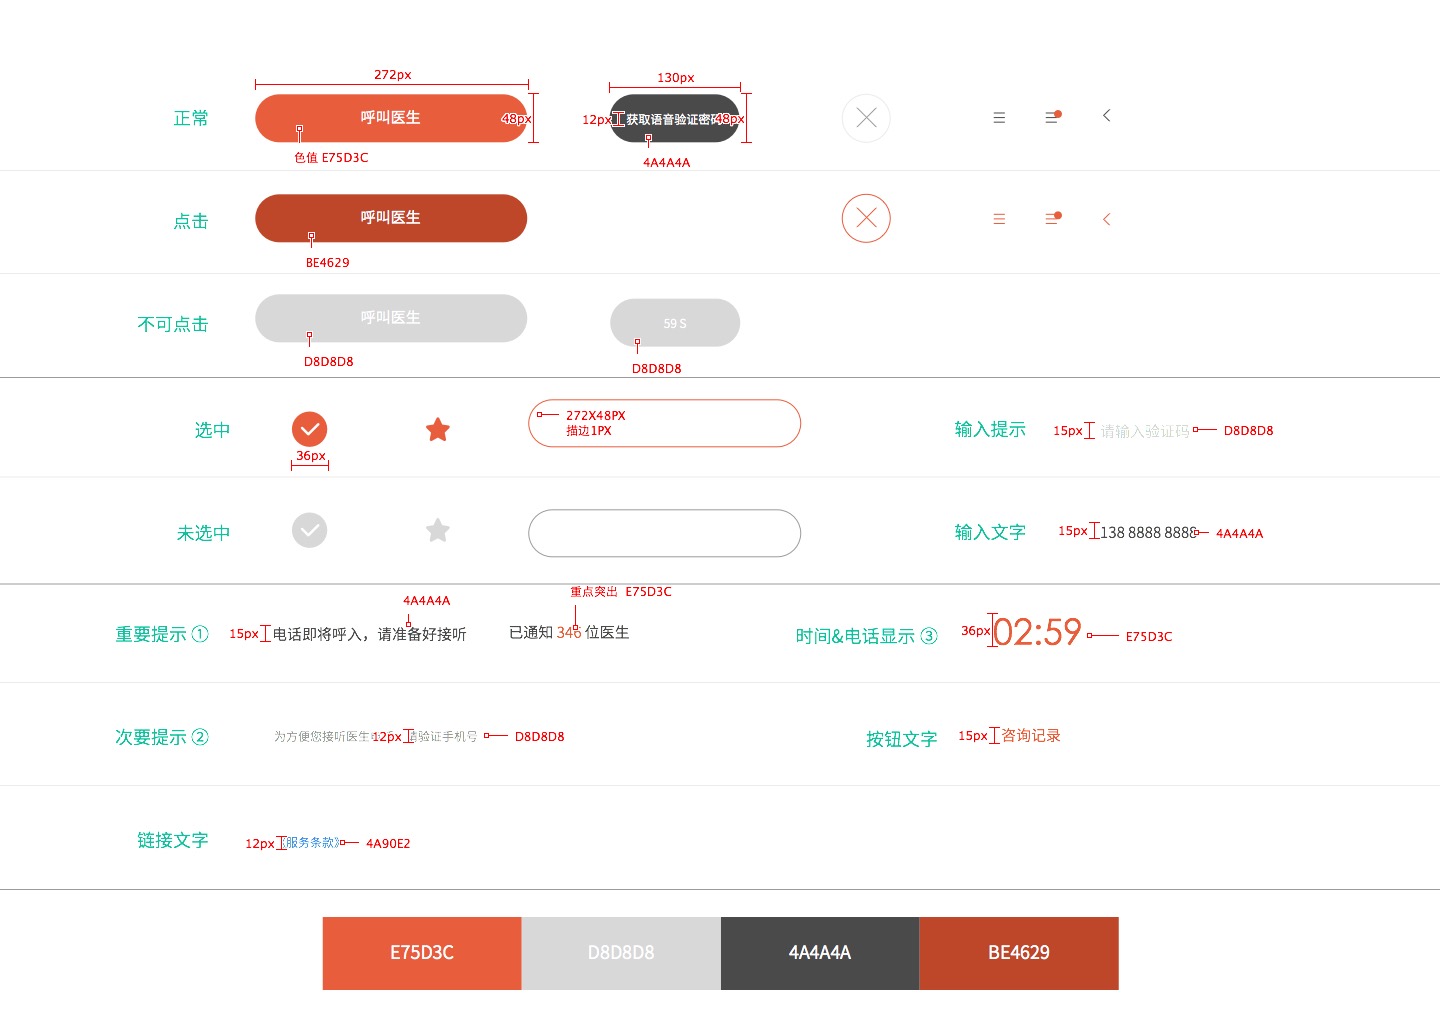 272px
130px
正常
呼叫医生
48px
12px
获取语音验证密码
48px
色值 E75D3C
4A4A4A
点击
呼叫医生
BE4629
不可点击
呼叫医生
59 S
D8D8D8
D8D8D8
选中
36px
272X48PX
描边1PX
输入提示
15px
请输入验证码
D8D8D8
未选中
输入文字
15px
138 8888 8888
4A4A4A
4A4A4A
重点突出 E75D3C
重要提示 ①
15px
电话即将呼入，请准备好接听
已通知 346 位医生
时间&电话显示 ③
36px
02:59
E75D3C
次要提示 ②
为方便您接听医生
12px
请验证手机号
D8D8D8
按钮文字
15px
咨询记录
链接文字
12px
《服务条款》
4A90E2
E75D3C
D8D8D8
4A4A4A
BE4629